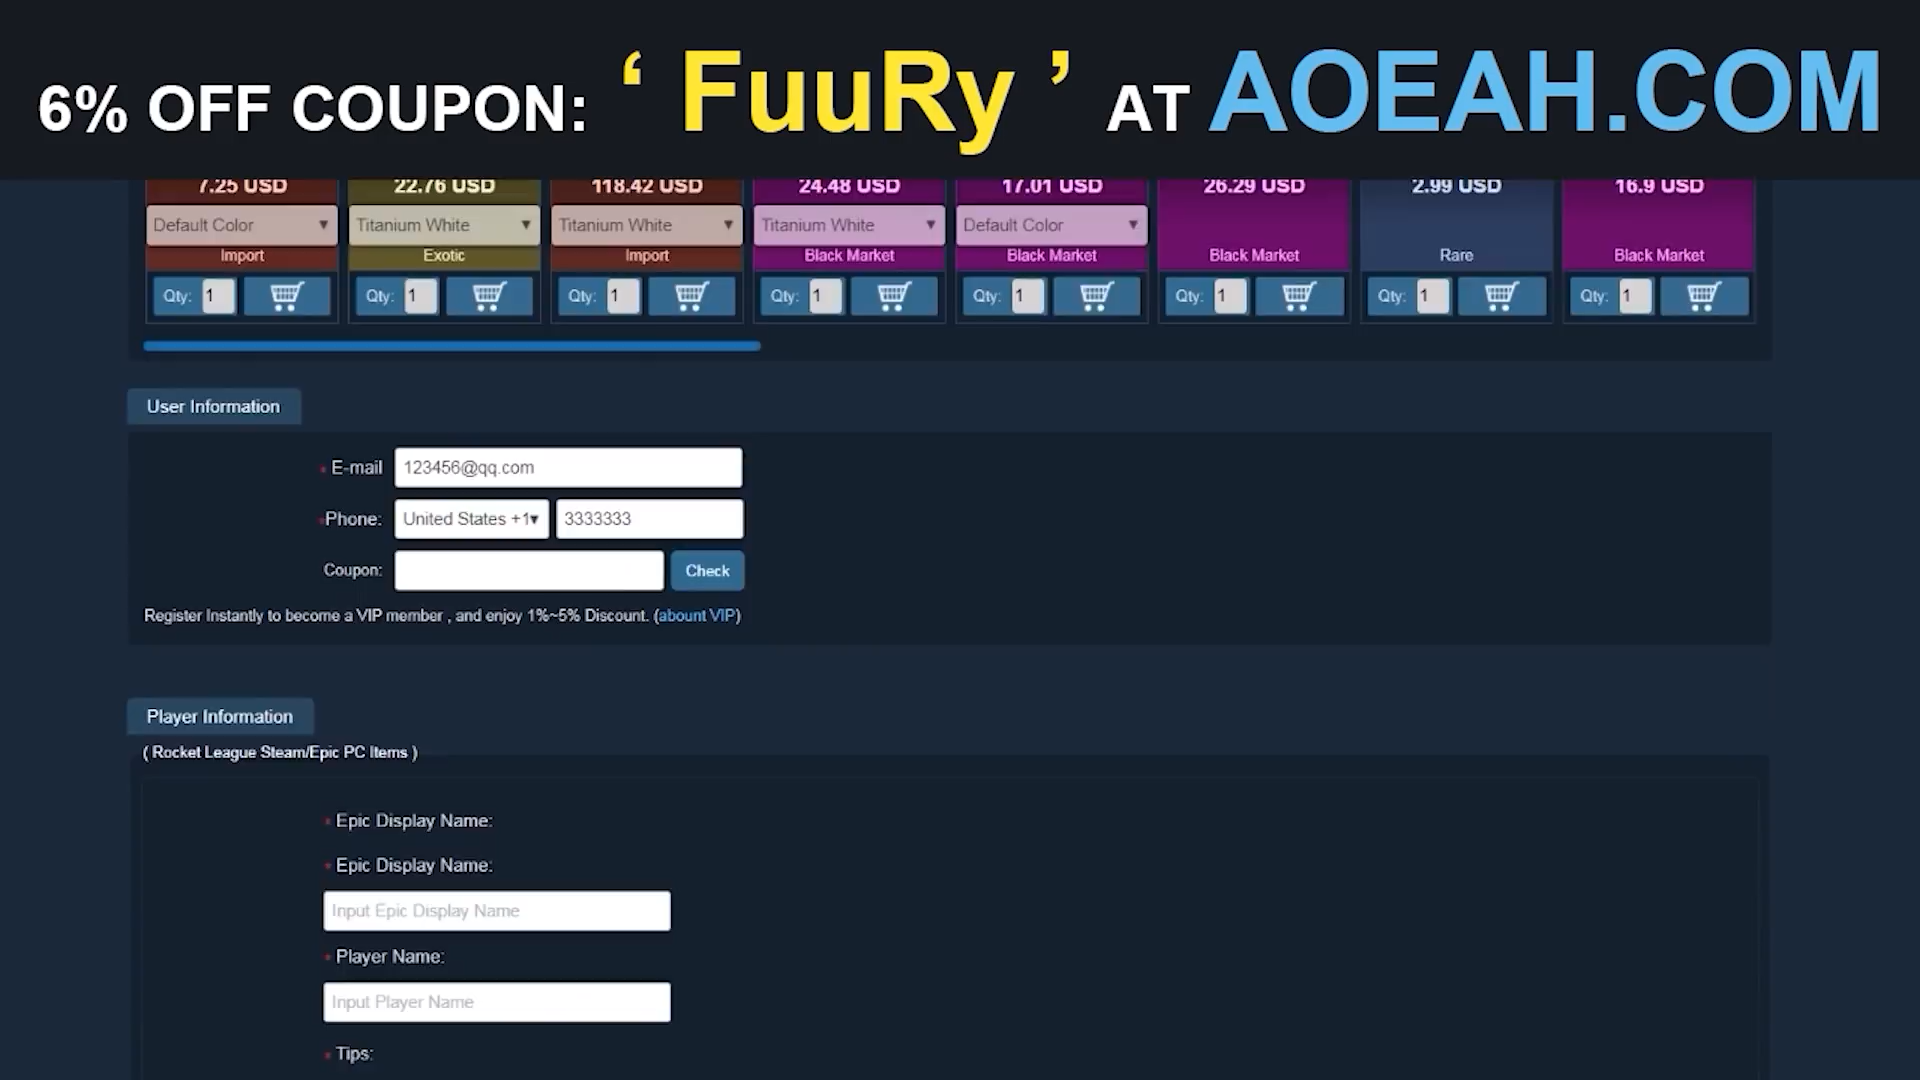 6% OFF COUPON: ‘ FuuRy ’ AT AOEAH.COM
7.25 USD 22.76 USD 118.42 USD 24.48 USD 17.01 USD 26.29 USD 2.99 USD 16.9 USD
Default Color Titanium White Titanium White Titanium White Default Color
Import Exotic Import Black Market Black Market Black Market Rare Black Market
Qty: 1 Qty: 1 Qty: 1 Qty: 1 Qty: 1 Qty: 1 Qty: 1 Qty: 1
User Information
* E-mail 123456@qq.com
*Phone: United States +1 3333333
Coupon: Check
Register Instantly to become a VIP member , and enjoy 1%~5% Discount. (abount VIP)
Player Information
( Rocket League Steam/Epic PC Items )
* Epic Display Name:
* Epic Display Name:
Input Epic Display Name
* Player Name:
Input Player Name
* Tips: